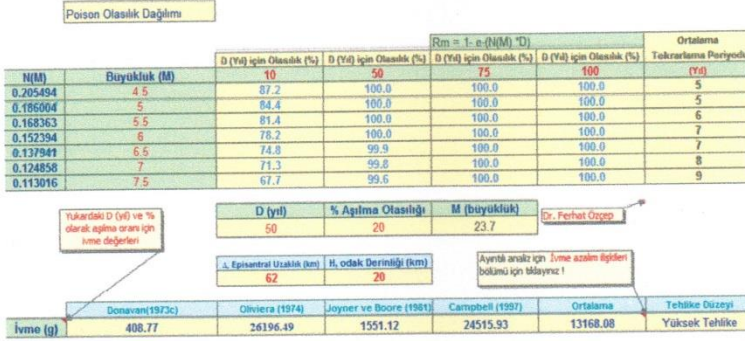 Poison Olasılık Dağılımı
Rm = 1- e-(N(M) *D)
Ortalama
Tekrarlama Periyodu
D (Yıl) için Olasılık (%) D (Yıl) için Olasılık (%) D (Yıl) için Olasılık (%) D (Yıl) için Olasılık (%)
N(M) Büyükluk (M) 10 50 75 100 (Yıl)
0.205494 4.5 87.2 100.0 100.0 100.0 5
0.186004 5 84.4 100.0 100.0 100.0 5
0.168363 5.5 81.4 100.0 100.0 100.0 6
0.152394 6 78.2 100.0 100.0 100.0 7
0.137941 6.5 74.8 99.9 100.0 100.0 7
0.124858 7 71.3 99.8 100.0 100.0 8
0.113016 7.5 67.7 99.6 100.0 100.0 9
Yukardaki D (yıl) ve %
olarak aşılma oranı için
ivme değerleri
D (yıl) % Aşılma Olasılığı M (büyüklük)
50 20 23.7
Dr. Ferhat Özçep
Δ, Episantral Uzaklık (km) H, odak Derinliği (km)
62 20
Ayrıntılı analiz için İvme azalım ilişkileri
bölümü için tıklayınız !
Donavan(1973c) Oliviera (1974) Joyner ve Boore (1981) Campbell (1997) Ortalama Tehlike Düzeyi
İvme (g) 408.77 26196.49 1551.12 24515.93 13168.08 Yüksek Tehlike